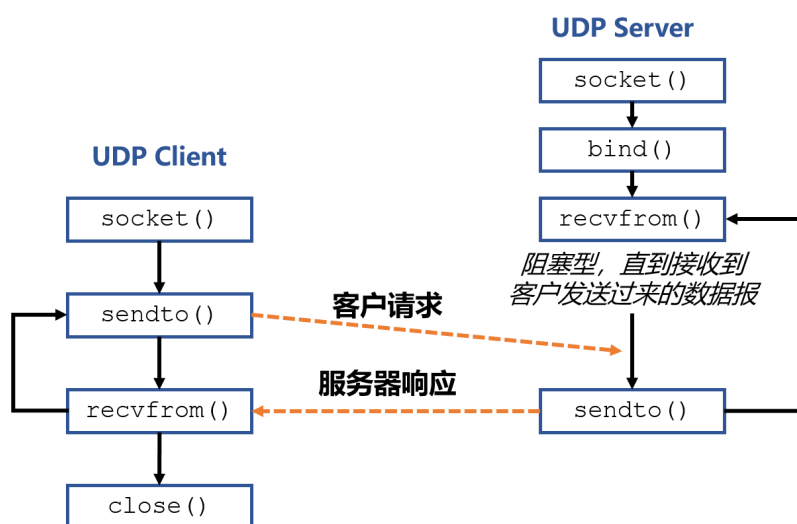 UDP Server
socket()
bind()
UDP Client
recvfrom()
socket()
阻塞型，直到接收到
客户发送过来的数据报
客户请求
sendto()
服务器响应
recvfrom()
sendto()
close()